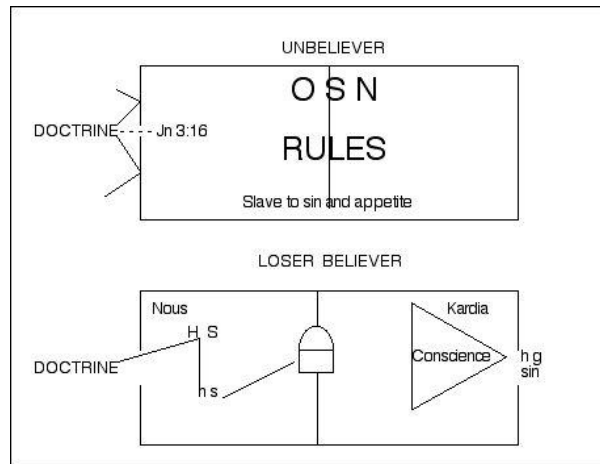 UNBELIEVER
O S N
DOCTRINE
Jn 3:16
RULES
Slave to sin and appetite
LOSER BELIEVER
Nous
Kardia
H S
Conscience
h g
sin
DOCTRINE
h s